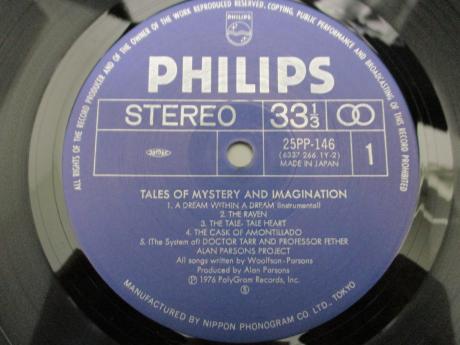 ALL RIGHTS OF THE RECORD PRODUCER AND OF THE OWNER OF THE WORK REPRODUCED RESERVED. COPYING, PUBLIC PERFORMANCE AND BROADCASTING OF THIS RECORD PROHIBITED
PHILIPS
PHILIPS
STEREO 33 1/3
25PP-146
(6337 266.1Y-2)
MADE IN JAPAN
1
TALES OF MYSTERY AND IMAGINATION
1. A DREAM WITHIN A DREAM (Instrumental)
2. THE RAVEN
3. THE TALE- TALE HEART
4. THE CASK OF AMONTILLADO
5. (The System of) DOCTOR TARR AND PROFESSOR FETHER
ALAN PARSONS PROJECT
All songs written by Woolfson-Parsons
Produced by Alan Parsons
Ⓟ 1976 PolyGram Records, Inc.
Ⓢ
MANUFACTURED BY NIPPON PHONOGRAM CO. LTD., TOKYO